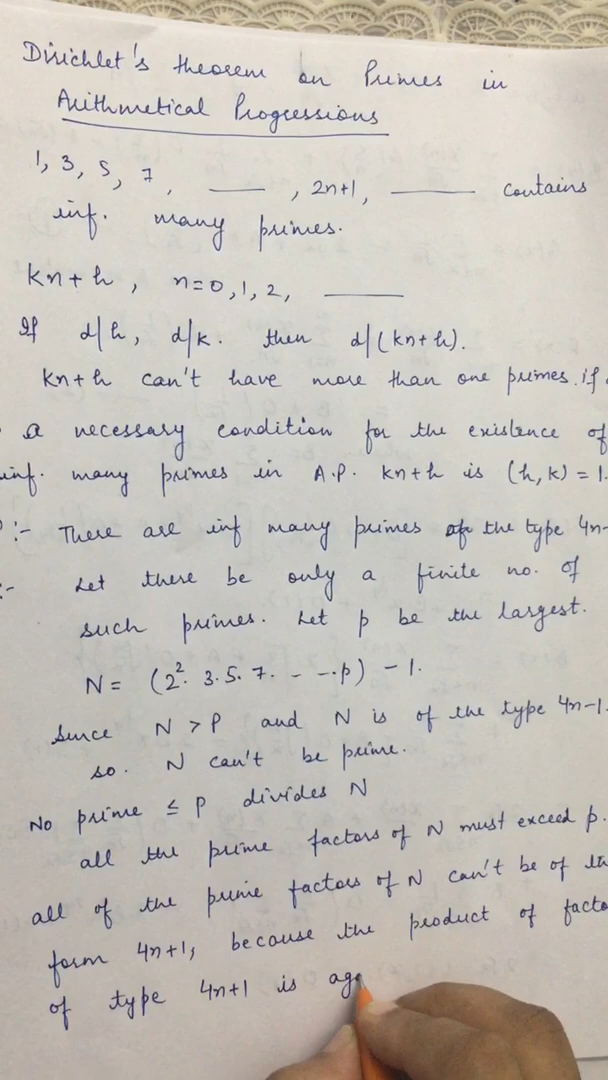 Dirichlet's theorem on Primes in
Arithmetical Progressions
1, 3, 5, 7, ___, 2n+1, ___ contains
inf. many primes.
kn+h, n=0,1,2, ___
If d/h, d/k. then d/(kn+h).
kn+h can't have more than one primes. if
a necessary condition for the existence of
inf. many primes in A.P. kn+h is (h,k) = 1.
:- There are inf many primes of the type 4n-
:- Let there be only a finite no. of
such primes. Let p be the largest.
N = (2². 3.5.7. - - -.p) - 1.
Since N > P and N is of the type 4n-1
so. N can't be prime.
No prime ≤ p divides N
all the prime factors of N must exceed p.
all of the prime factors of N can't be of the
form 4n+1, because the product of facto
of type 4n+1 is aga